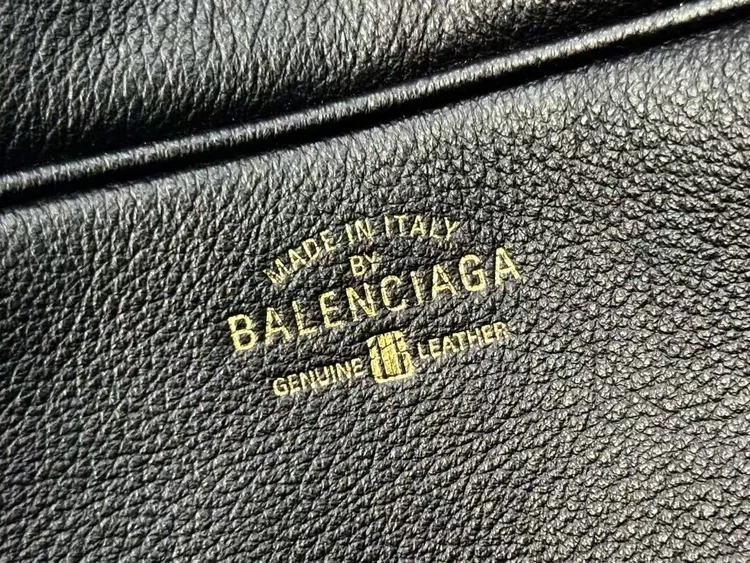 MADE IN ITALY
BY
BALENCIAGA
GENUINE LEATHER